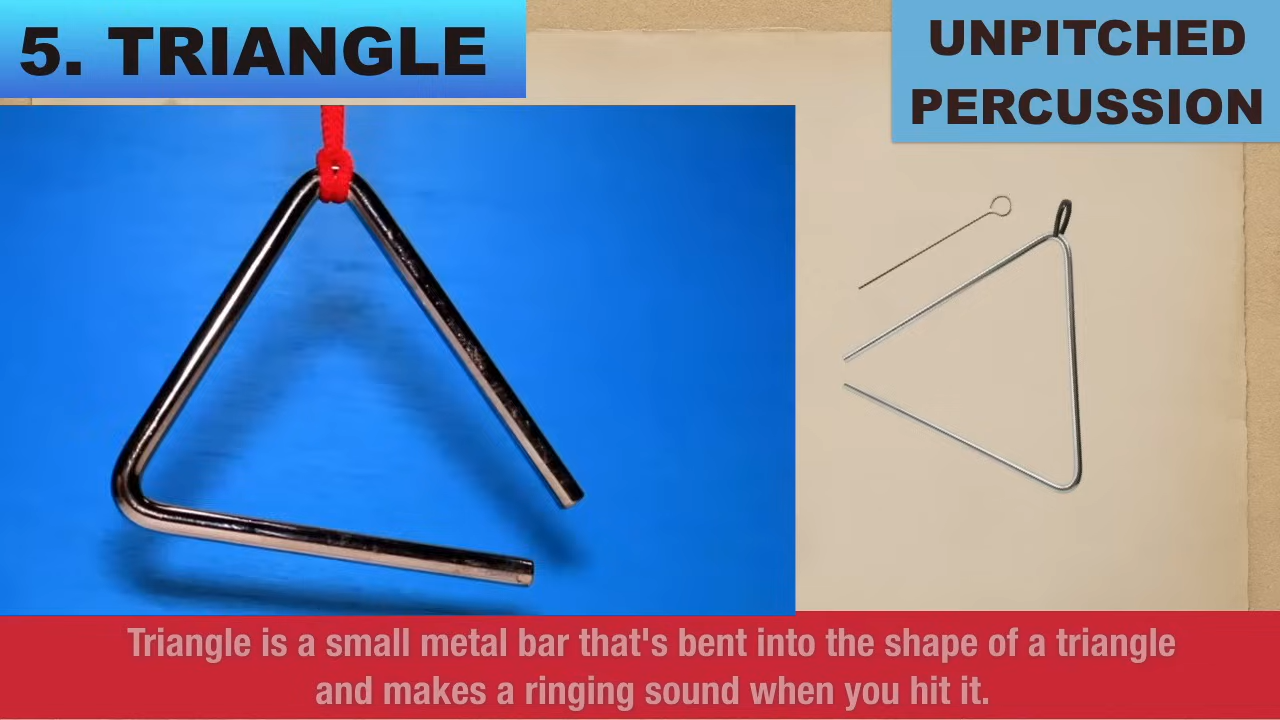 5. TRIANGLE
UNPITCHED
PERCUSSION
Triangle is a small metal bar that's bent into the shape of a triangle
and makes a ringing sound when you hit it.